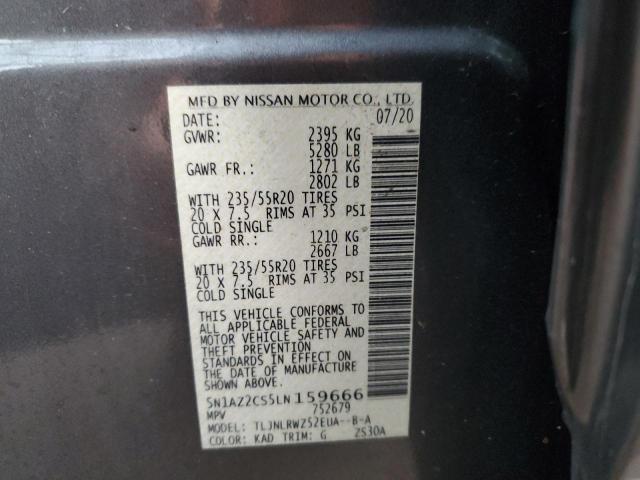 MFD BY NISSAN MOTOR CO., LTD.
DATE: 07/20
GVWR: 2395 KG
5280 LB
GAWR FR.: 1271 KG
2802 LB
WITH 235/55R20 TIRES
20 X 7.5 RIMS AT 35 PSI
COLD SINGLE
GAWR RR.: 1210 KG
2667 LB
WITH 235/55R20 TIRES
20 X 7.5 RIMS AT 35 PSI
COLD SINGLE
THIS VEHICLE CONFORMS TO
ALL APPLICABLE FEDERAL
MOTOR VEHICLE SAFETY AND
THEFT PREVENTION
STANDARDS IN EFFECT ON
THE DATE OF MANUFACTURE
SHOWN ABOVE.
5N1AZ2CS5LN159666
MPV 752679
MODEL: TLJNLRWZ52EUA--B-A
COLOR: KAD TRIM: G 2S30A